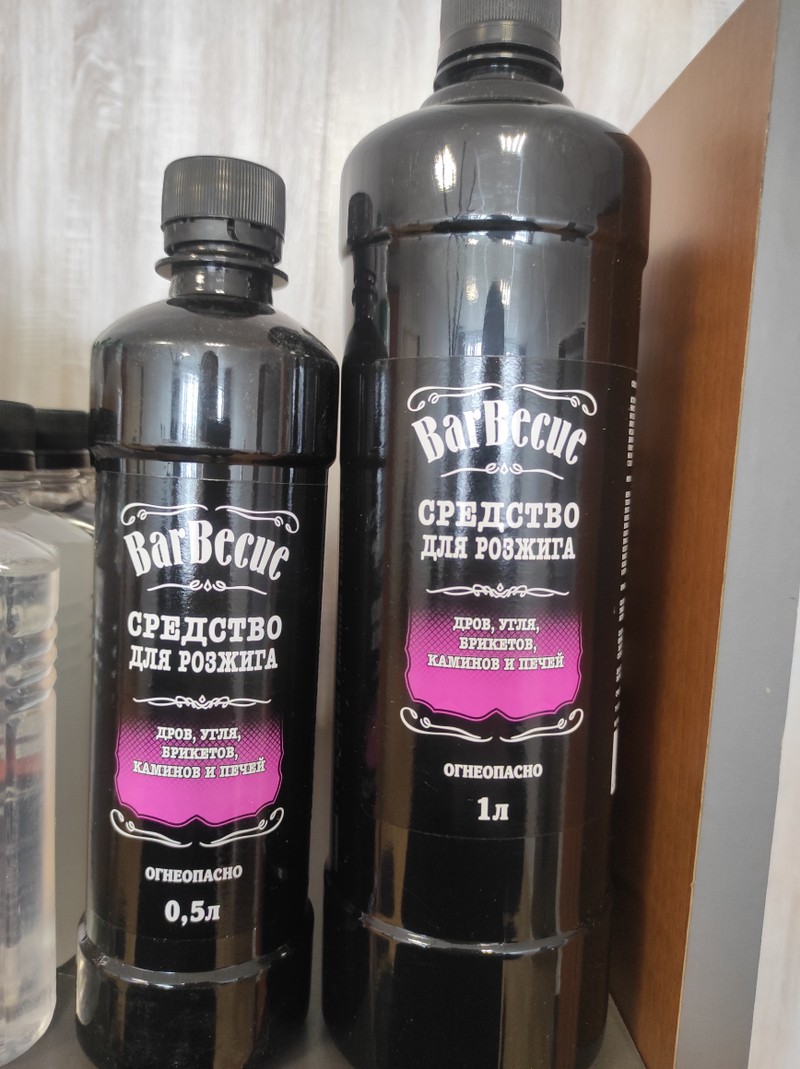 BarBecue
СРЕДСТВО
ДЛЯ РОЗЖИГА
ДРОВ, УГЛЯ,
БРИКЕТОВ,
КАМИНОВ И ПЕЧЕЙ
ОГНЕОПАСНО
0,5л
BarBecue
СРЕДСТВО
ДЛЯ РОЗЖИГА
ДРОВ, УГЛЯ,
БРИКЕТОВ,
КАМИНОВ И ПЕЧЕЙ
ОГНЕОПАСНО
1л